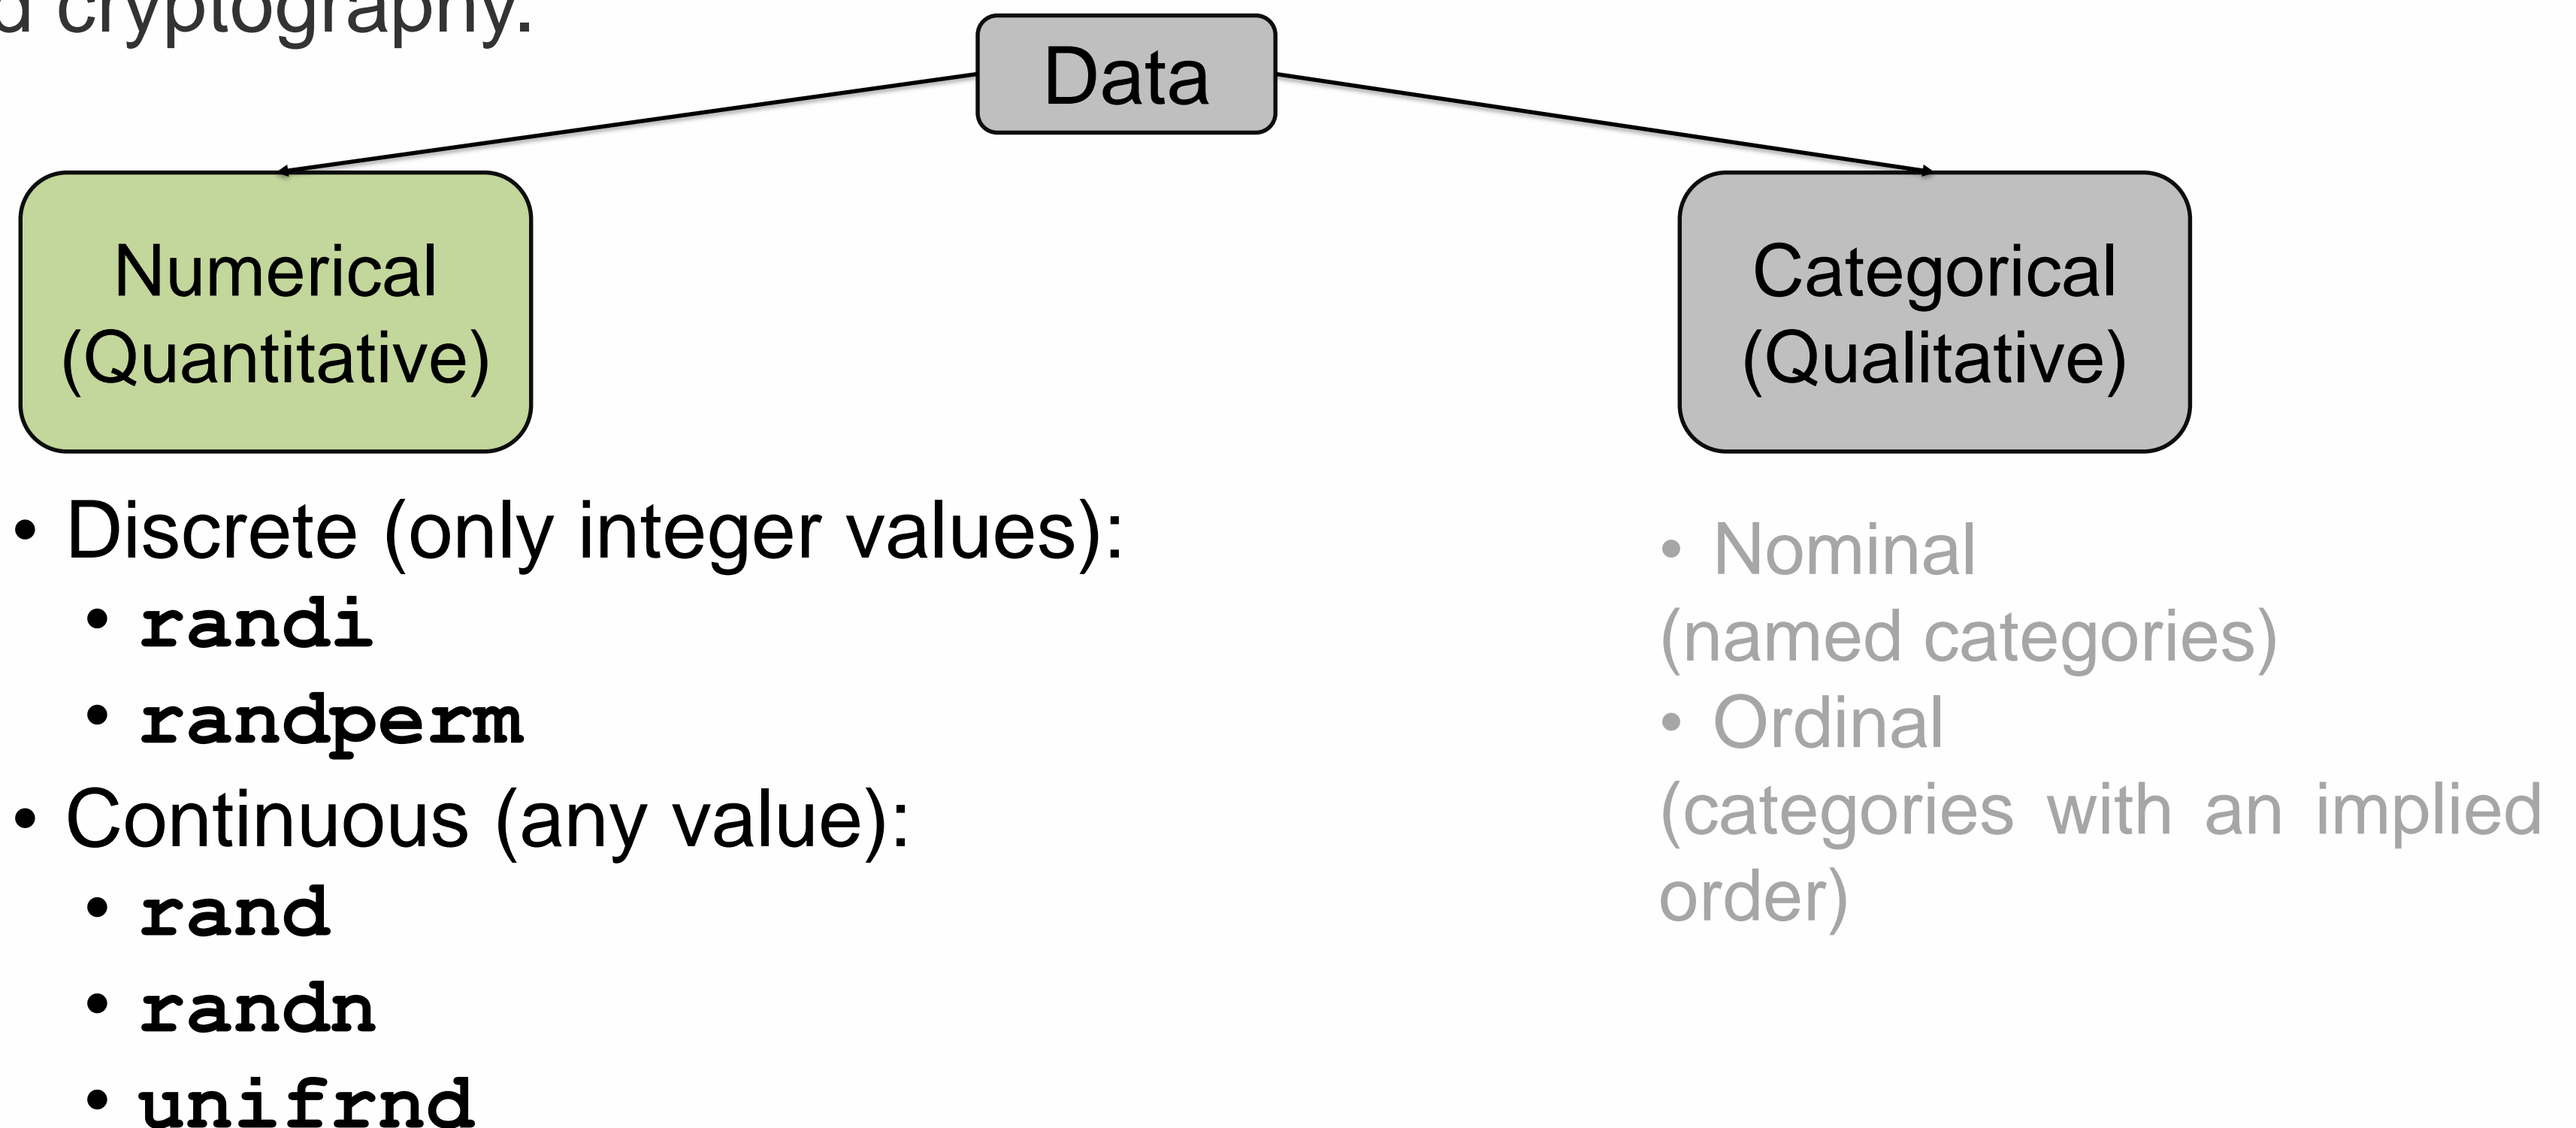 d cryptography.
Data
Numerical
(Quantitative)
Categorical
(Qualitative)
• Discrete (only integer values):
• randi
• randperm
• Continuous (any value):
• rand
• randn
• unifrnd
• Nominal
(named categories)
• Ordinal
(categories with an implied
order)